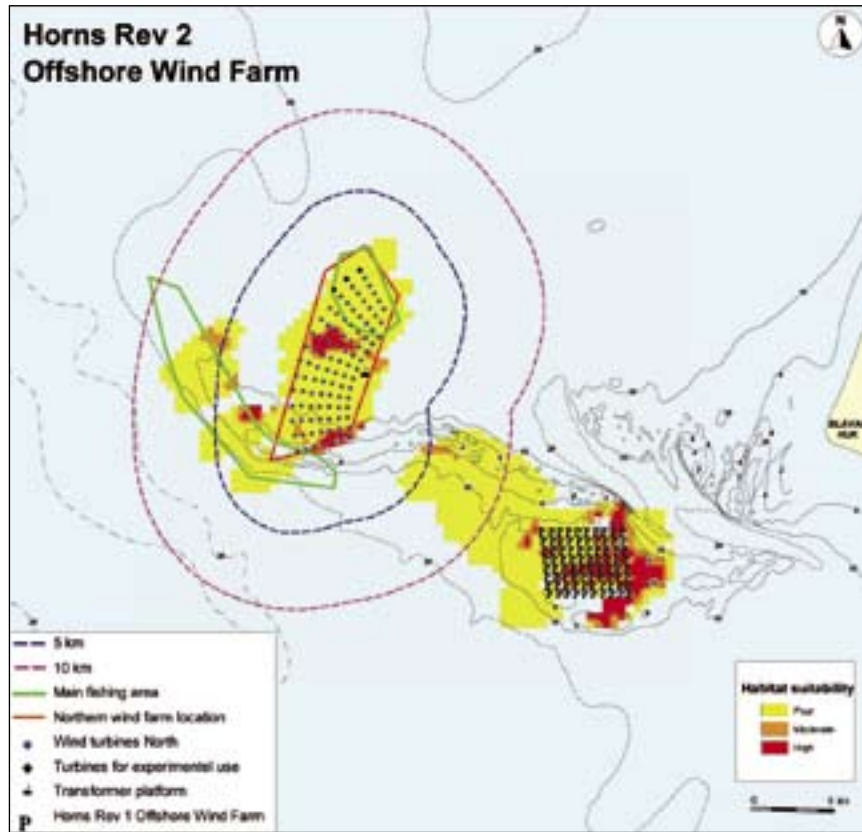 Horns Rev 2
Offshore Wind Farm
N
5 km
10 km
Main fishing area
Northern wind farm location
Wind turbines North
Turbines for experimental use
Transformer platform
P Horns Rev 1 Offshore Wind Farm
Habitat suitability
Poor
Moderate
High
0